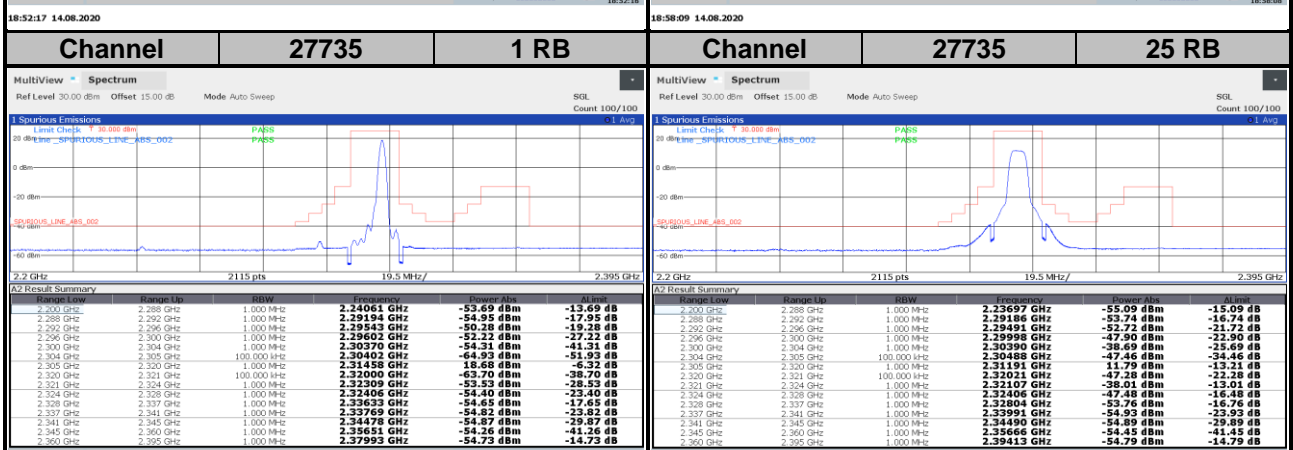 18:52:16
18:58:08
18:52:17 14.08.2020
18:58:09 14.08.2020
Channel 27735 1 RB
MultiView Spectrum
Ref Level 30.00 dBm Offset 15.00 dB Mode Auto Sweep SGL
Count 100/100
1 Spurious Emissions 1 Avg
Limit Check 30.000 dBm PASS
20 dBm Line _SPURIOUS_LINE_ABS_002 PASS
0 dBm
-20 dBm
_SPURIOUS_LINE_ABS_002
-40 dBm
-60 dBm
2.2 GHz 2115 pts 19.5 MHz/ 2.395 GHz
A2 Result Summary
Range Low Range Up RBW Frequency Power Abs ΔLimit
2.200 GHz 2.288 GHz 1.000 MHz 2.24061 GHz -53.69 dBm -13.69 dB
2.288 GHz 2.292 GHz 1.000 MHz 2.29194 GHz -54.95 dBm -17.95 dB
2.292 GHz 2.296 GHz 1.000 MHz 2.29543 GHz -50.28 dBm -19.28 dB
2.296 GHz 2.300 GHz 1.000 MHz 2.29602 GHz -52.22 dBm -27.22 dB
2.300 GHz 2.304 GHz 1.000 MHz 2.30370 GHz -54.31 dBm -41.31 dB
2.304 GHz 2.305 GHz 100.000 kHz 2.30402 GHz -64.93 dBm -51.93 dB
2.305 GHz 2.320 GHz 1.000 MHz 2.31458 GHz 18.68 dBm -6.32 dB
2.320 GHz 2.321 GHz 100.000 kHz 2.32000 GHz -63.70 dBm -38.70 dB
2.321 GHz 2.324 GHz 1.000 MHz 2.32309 GHz -53.53 dBm -28.53 dB
2.324 GHz 2.328 GHz 1.000 MHz 2.32406 GHz -54.40 dBm -23.40 dB
2.328 GHz 2.337 GHz 1.000 MHz 2.33633 GHz -54.65 dBm -17.65 dB
2.337 GHz 2.341 GHz 1.000 MHz 2.33769 GHz -54.82 dBm -23.82 dB
2.341 GHz 2.345 GHz 1.000 MHz 2.34478 GHz -54.87 dBm -29.87 dB
2.345 GHz 2.360 GHz 1.000 MHz 2.35651 GHz -54.26 dBm -41.26 dB
2.360 GHz 2.395 GHz 1.000 MHz 2.37993 GHz -54.73 dBm -14.73 dB
Channel 27735 25 RB
MultiView Spectrum
Ref Level 30.00 dBm Offset 15.00 dB Mode Auto Sweep SGL
Count 100/100
1 Spurious Emissions 1 Avg
Limit Check 30.000 dBm PASS
20 dBm Line _SPURIOUS_LINE_ABS_002 PASS
0 dBm
-20 dBm
_SPURIOUS_LINE_ABS_002
-40 dBm
-60 dBm
2.2 GHz 2115 pts 19.5 MHz/ 2.395 GHz
A2 Result Summary
Range Low Range Up RBW Frequency Power Abs ΔLimit
2.200 GHz 2.288 GHz 1.000 MHz 2.23697 GHz -55.09 dBm -15.09 dB
2.288 GHz 2.292 GHz 1.000 MHz 2.29186 GHz -53.74 dBm -16.74 dB
2.292 GHz 2.296 GHz 1.000 MHz 2.29491 GHz -52.72 dBm -21.72 dB
2.296 GHz 2.300 GHz 1.000 MHz 2.29998 GHz -47.90 dBm -22.90 dB
2.300 GHz 2.304 GHz 1.000 MHz 2.30390 GHz -38.69 dBm -25.69 dB
2.304 GHz 2.305 GHz 100.000 kHz 2.30488 GHz -47.46 dBm -34.46 dB
2.305 GHz 2.320 GHz 1.000 MHz 2.31191 GHz 11.79 dBm -13.21 dB
2.320 GHz 2.321 GHz 100.000 kHz 2.32021 GHz -47.28 dBm -22.28 dB
2.321 GHz 2.324 GHz 1.000 MHz 2.32107 GHz -38.01 dBm -13.01 dB
2.324 GHz 2.328 GHz 1.000 MHz 2.32406 GHz -47.48 dBm -16.48 dB
2.328 GHz 2.337 GHz 1.000 MHz 2.32804 GHz -53.76 dBm -16.76 dB
2.337 GHz 2.341 GHz 1.000 MHz 2.33991 GHz -54.93 dBm -23.93 dB
2.341 GHz 2.345 GHz 1.000 MHz 2.34490 GHz -54.89 dBm -29.89 dB
2.345 GHz 2.360 GHz 1.000 MHz 2.35666 GHz -54.45 dBm -41.45 dB
2.360 GHz 2.395 GHz 1.000 MHz 2.39413 GHz -54.79 dBm -14.79 dB